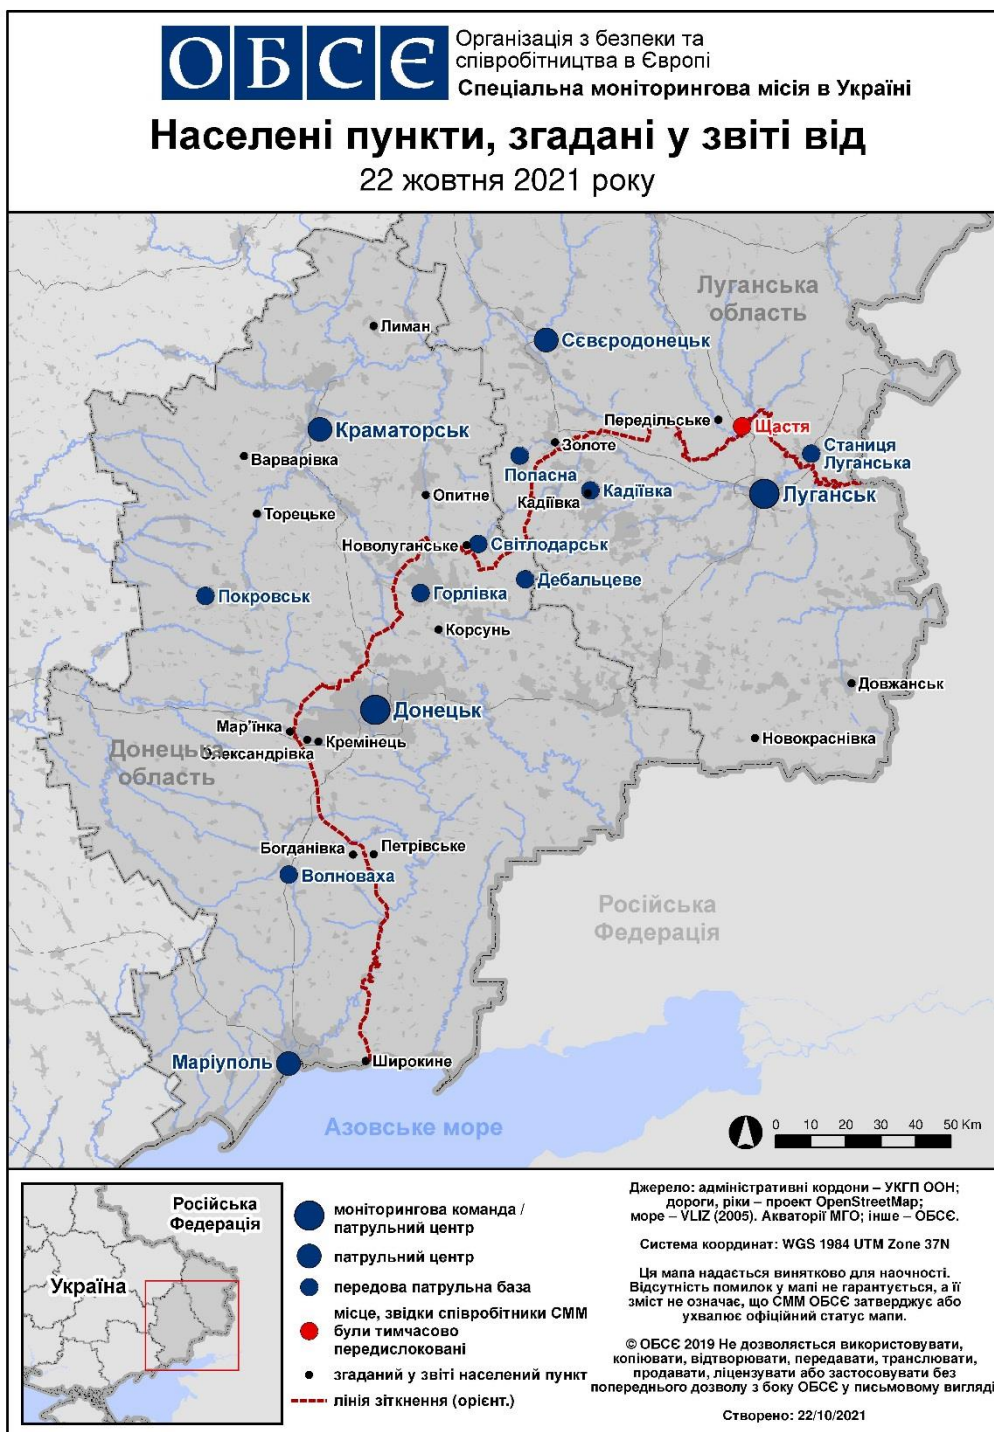 ОБСЄ
Організація з безпеки та
співробітництва в Європі
Спеціальна моніторингова місія в Україні
Населені пункти, згадані у звіті від
22 жовтня 2021 року
Луганська
область
Лиман
Сєвєродонецьк
Передільське
Щастя
Краматорськ
Золоте
Станиця
Луганська
Варварівка
Попасна
Кадіївка
Кадіївка
Луганськ
Опитне
Торецьке
Новолуганське
Світлодарськ
Дебальцеве
Покровськ
Горлівка
Корсунь
Довжанськ
Донецьк
Мар'їнка
Кремінець
Новокраснівка
Олександрівка
Донецька
область
Богданівка
Петрівське
Волноваха
Російська
Федерація
Маріуполь
Широкине
Азовське море
0 10 20 30 40 50 Km
Російська
Федерація
Україна
моніторингова команда /
патрульний центр
патрульний центр
передова патрульна база
місце, звідки співробітники СММ
були тимчасово
передислоковані
згаданий у звіті населений пункт
лінія зіткнення (орієнт.)
Джерело: адміністративні кордони – УКГП ООН;
дороги, ріки – проект OpenStreetMap;
море – VLIZ (2005). Акваторії МГО; інше – ОБСЄ.
Система координат: WGS 1984 UTM Zone 37N
Ця мапа надається винятково для наочності.
Відсутність помилок у мапі не гарантується, а її
зміст не означає, що СММ ОБСЄ затверджує або
ухвалює офіційний статус мапи.
© ОБСЄ 2019 Не дозволяється використовувати,
копіювати, відтворювати, передавати, транслювати,
продавати, ліцензувати або застосовувати без
попереднього дозволу з боку ОБСЄ у письмовому вигляді
Створено: 22/10/2021